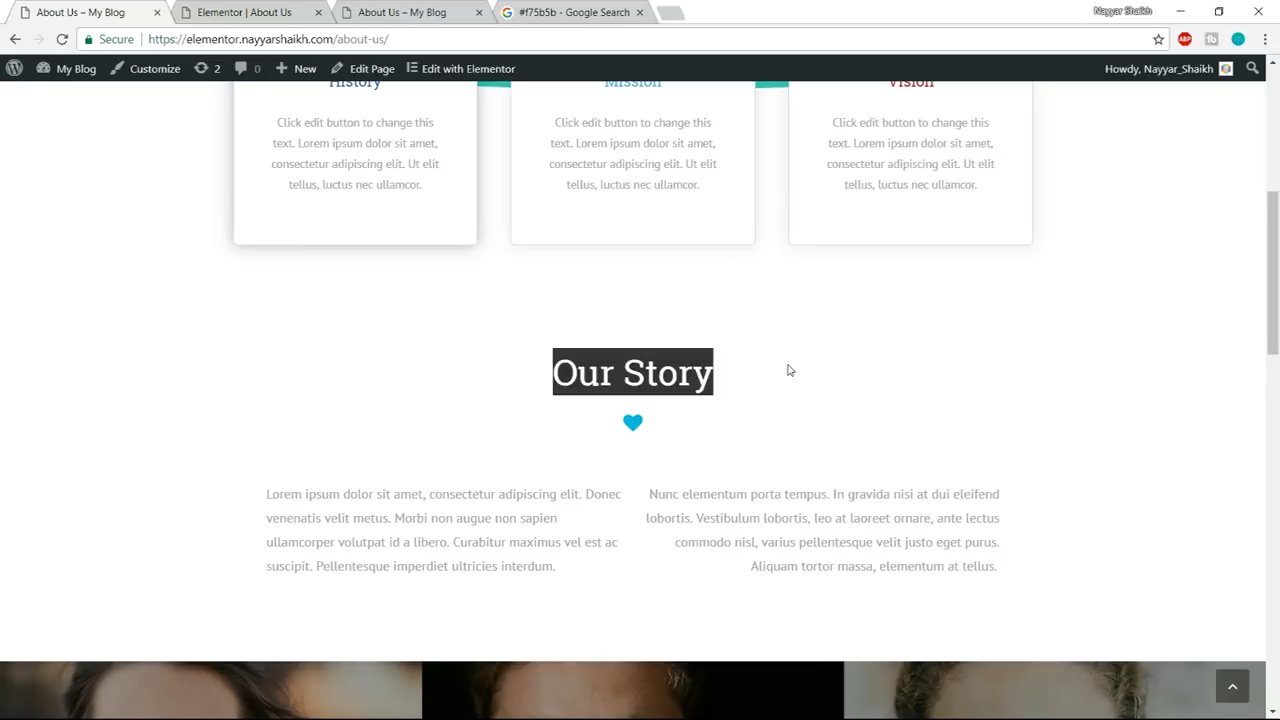 About Us – My Blog
Elementor | About Us
About Us – My Blog
#f75b5b - Google Search
Nayyar Shaikh
Secure
https://elementor.nayyarshaikh.com/about-us/
My Blog
Customize
2
0
New
Edit Page
Edit with Elementor
Howdy, Nayyar_Shaikh
History
Mission
Vision
Click edit button to change this
text. Lorem ipsum dolor sit amet,
consectetur adipiscing elit. Ut elit
tellus, luctus nec ullamcor.
Click edit button to change this
text. Lorem ipsum dolor sit amet,
consectetur adipiscing elit. Ut elit
tellus, luctus nec ullamcor.
Click edit button to change this
text. Lorem ipsum dolor sit amet,
consectetur adipiscing elit. Ut elit
tellus, luctus nec ullamcor.
Our Story
Lorem ipsum dolor sit amet, consectetur adipiscing elit. Donec
venenatis velit metus. Morbi non augue non sapien
ullamcorper volutpat id a libero. Curabitur maximus vel est ac
suscipit. Pellentesque imperdiet ultricies interdum.
Nunc elementum porta tempus. In gravida nisi at dui eleifend
lobortis. Vestibulum lobortis, leo at laoreet ornare, ante lectus
commodo nisl, varius pellentesque velit justo eget purus.
Aliquam tortor massa, elementum at tellus.